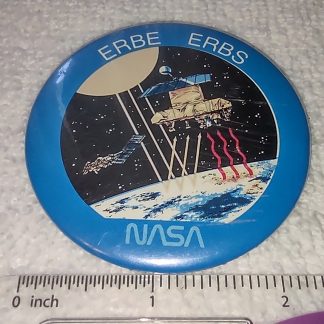 ERBE ERBS
NASA
0 inch 1 2